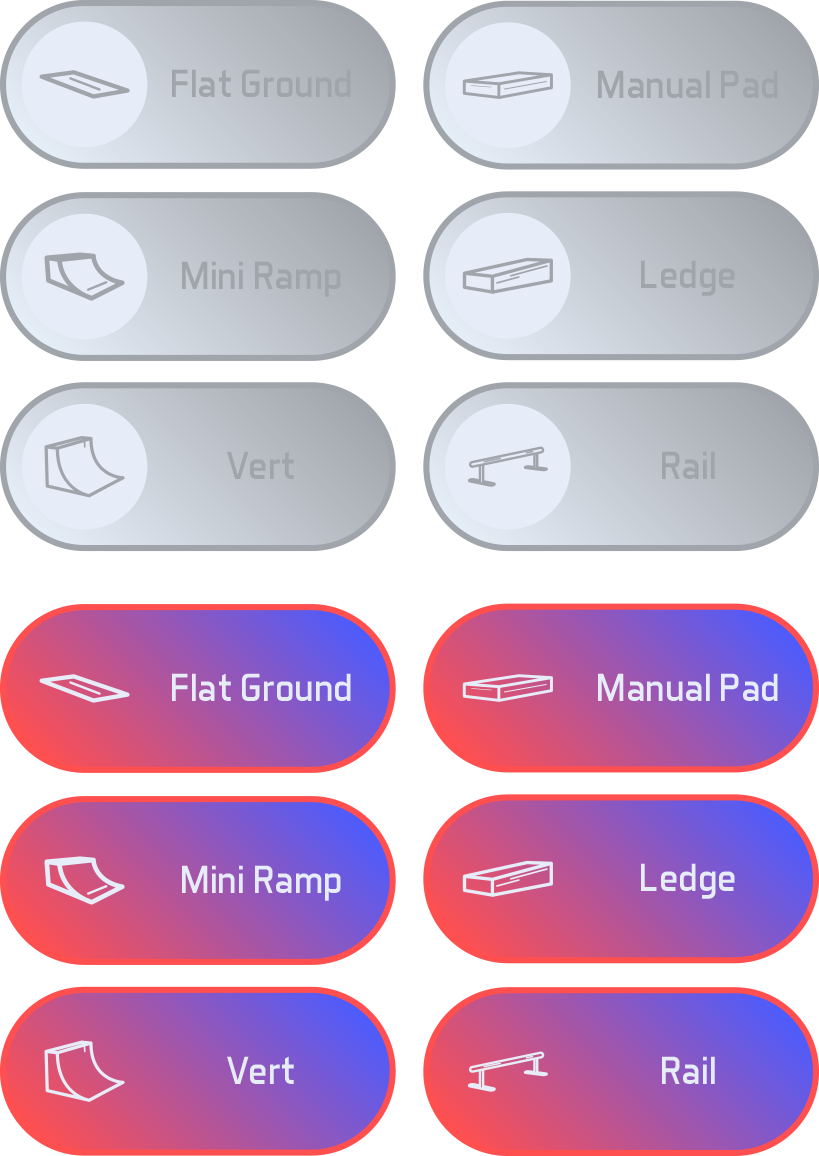 Flat Ground
Manual Pad
Mini Ramp
Ledge
Vert
Rail
Flat Ground
Manual Pad
Mini Ramp
Ledge
Vert
Rail